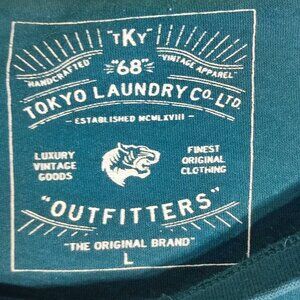 "TKY"
HANDCRAFTED "68" VINTAGE APPAREL
TOKYO LAUNDRY CO. LTD.
ESTABLISHED MCMLXVIII
LUXURY VINTAGE GOODS
FINEST ORIGINAL CLOTHING
"OUTFITTERS"
"THE ORIGINAL BRAND"
L